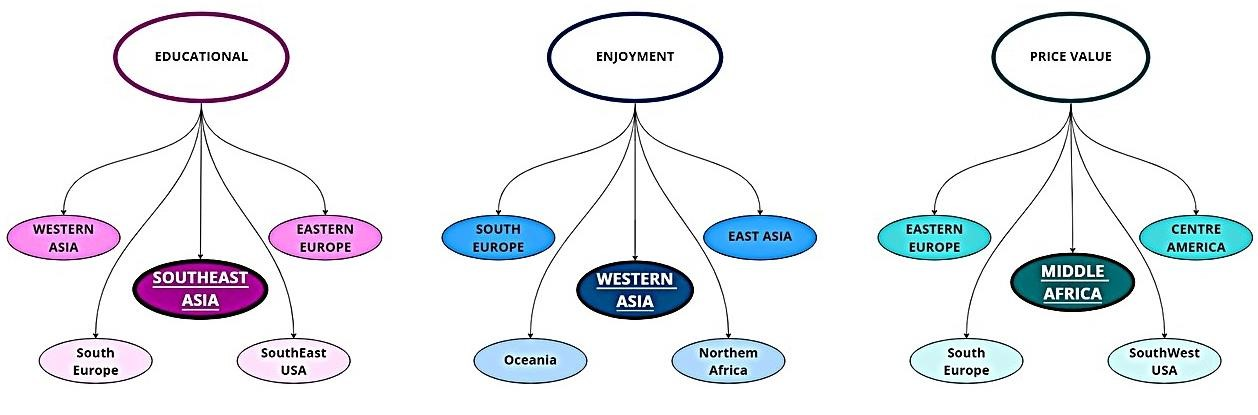 EDUCATIONAL
WESTERN
ASIA
EASTERN
EUROPE
SOUTHEAST
ASIA
South
Europe
SouthEast
USA
ENJOYMENT
SOUTH
EUROPE
EAST ASIA
WESTERN
ASIA
Oceania
Northem
Africa
PRICE VALUE
EASTERN
EUROPE
CENTRE
AMERICA
MIDDLE
AFRICA
South
Europe
SouthWest
USA